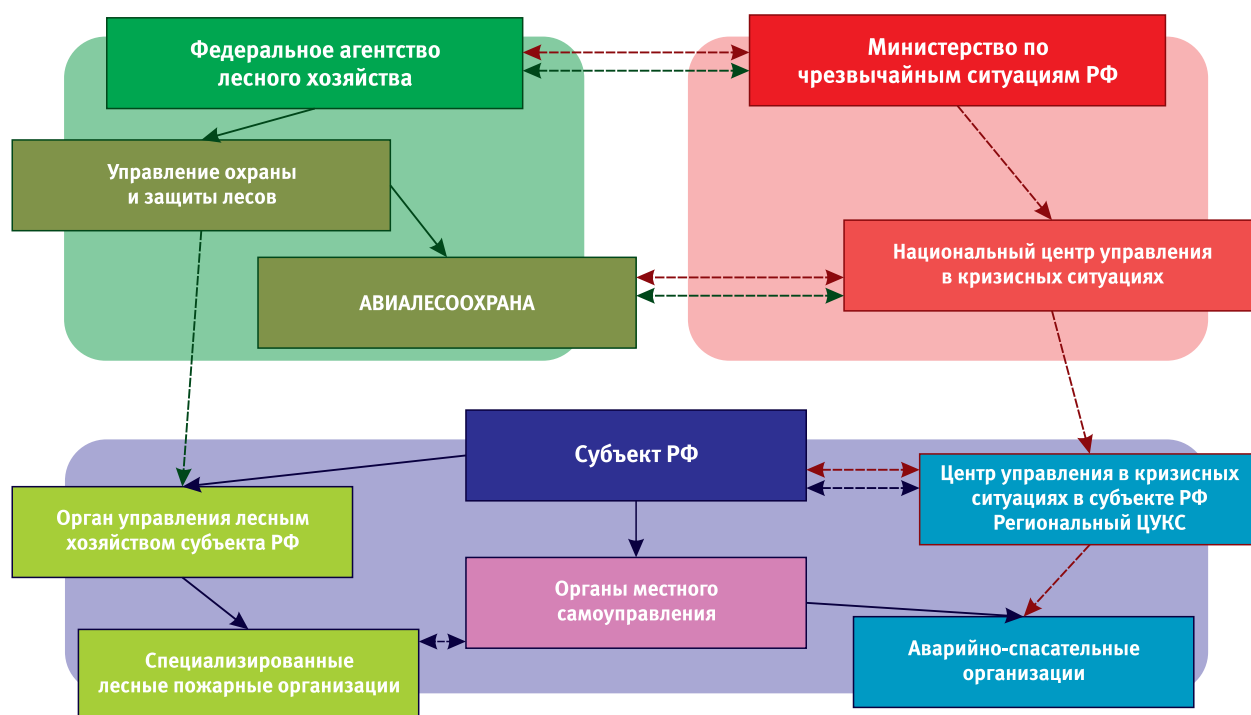 Федеральное агентство
лесного хозяйства
Министерство по
чрезвычайным ситуациям РФ
Управление охраны
и защиты лесов
Национальный центр управления
в кризисных ситуациях
АВИАЛЕСООХРАНА
Субъект РФ
Центр управления в кризисных
ситуациях в субъекте РФ
Региональный ЦУКС
Орган управления лесным
хозяйством субъекта РФ
Органы местного
самоуправления
Специализированные
лесные пожарные организации
Аварийно-спасательные
организации